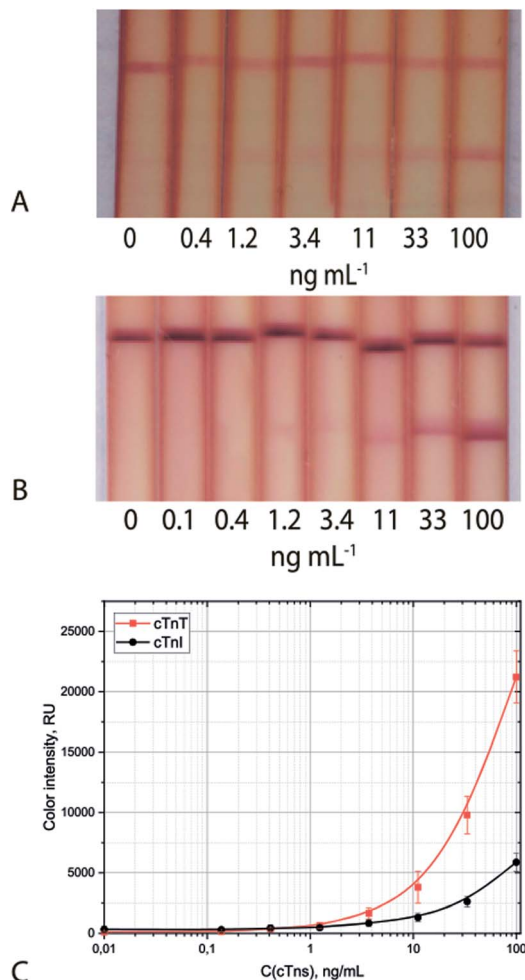 A
0 0.4 1.2 3.4 11 33 100
ng mL⁻¹
B
0 0.1 0.4 1.2 3.4 11 33 100
ng mL⁻¹
cTnT
cTnI
Color intensity, RU
25000
20000
15000
10000
5000
0
0,01 0,1 1 10 100
C(cTns), ng/mL
C